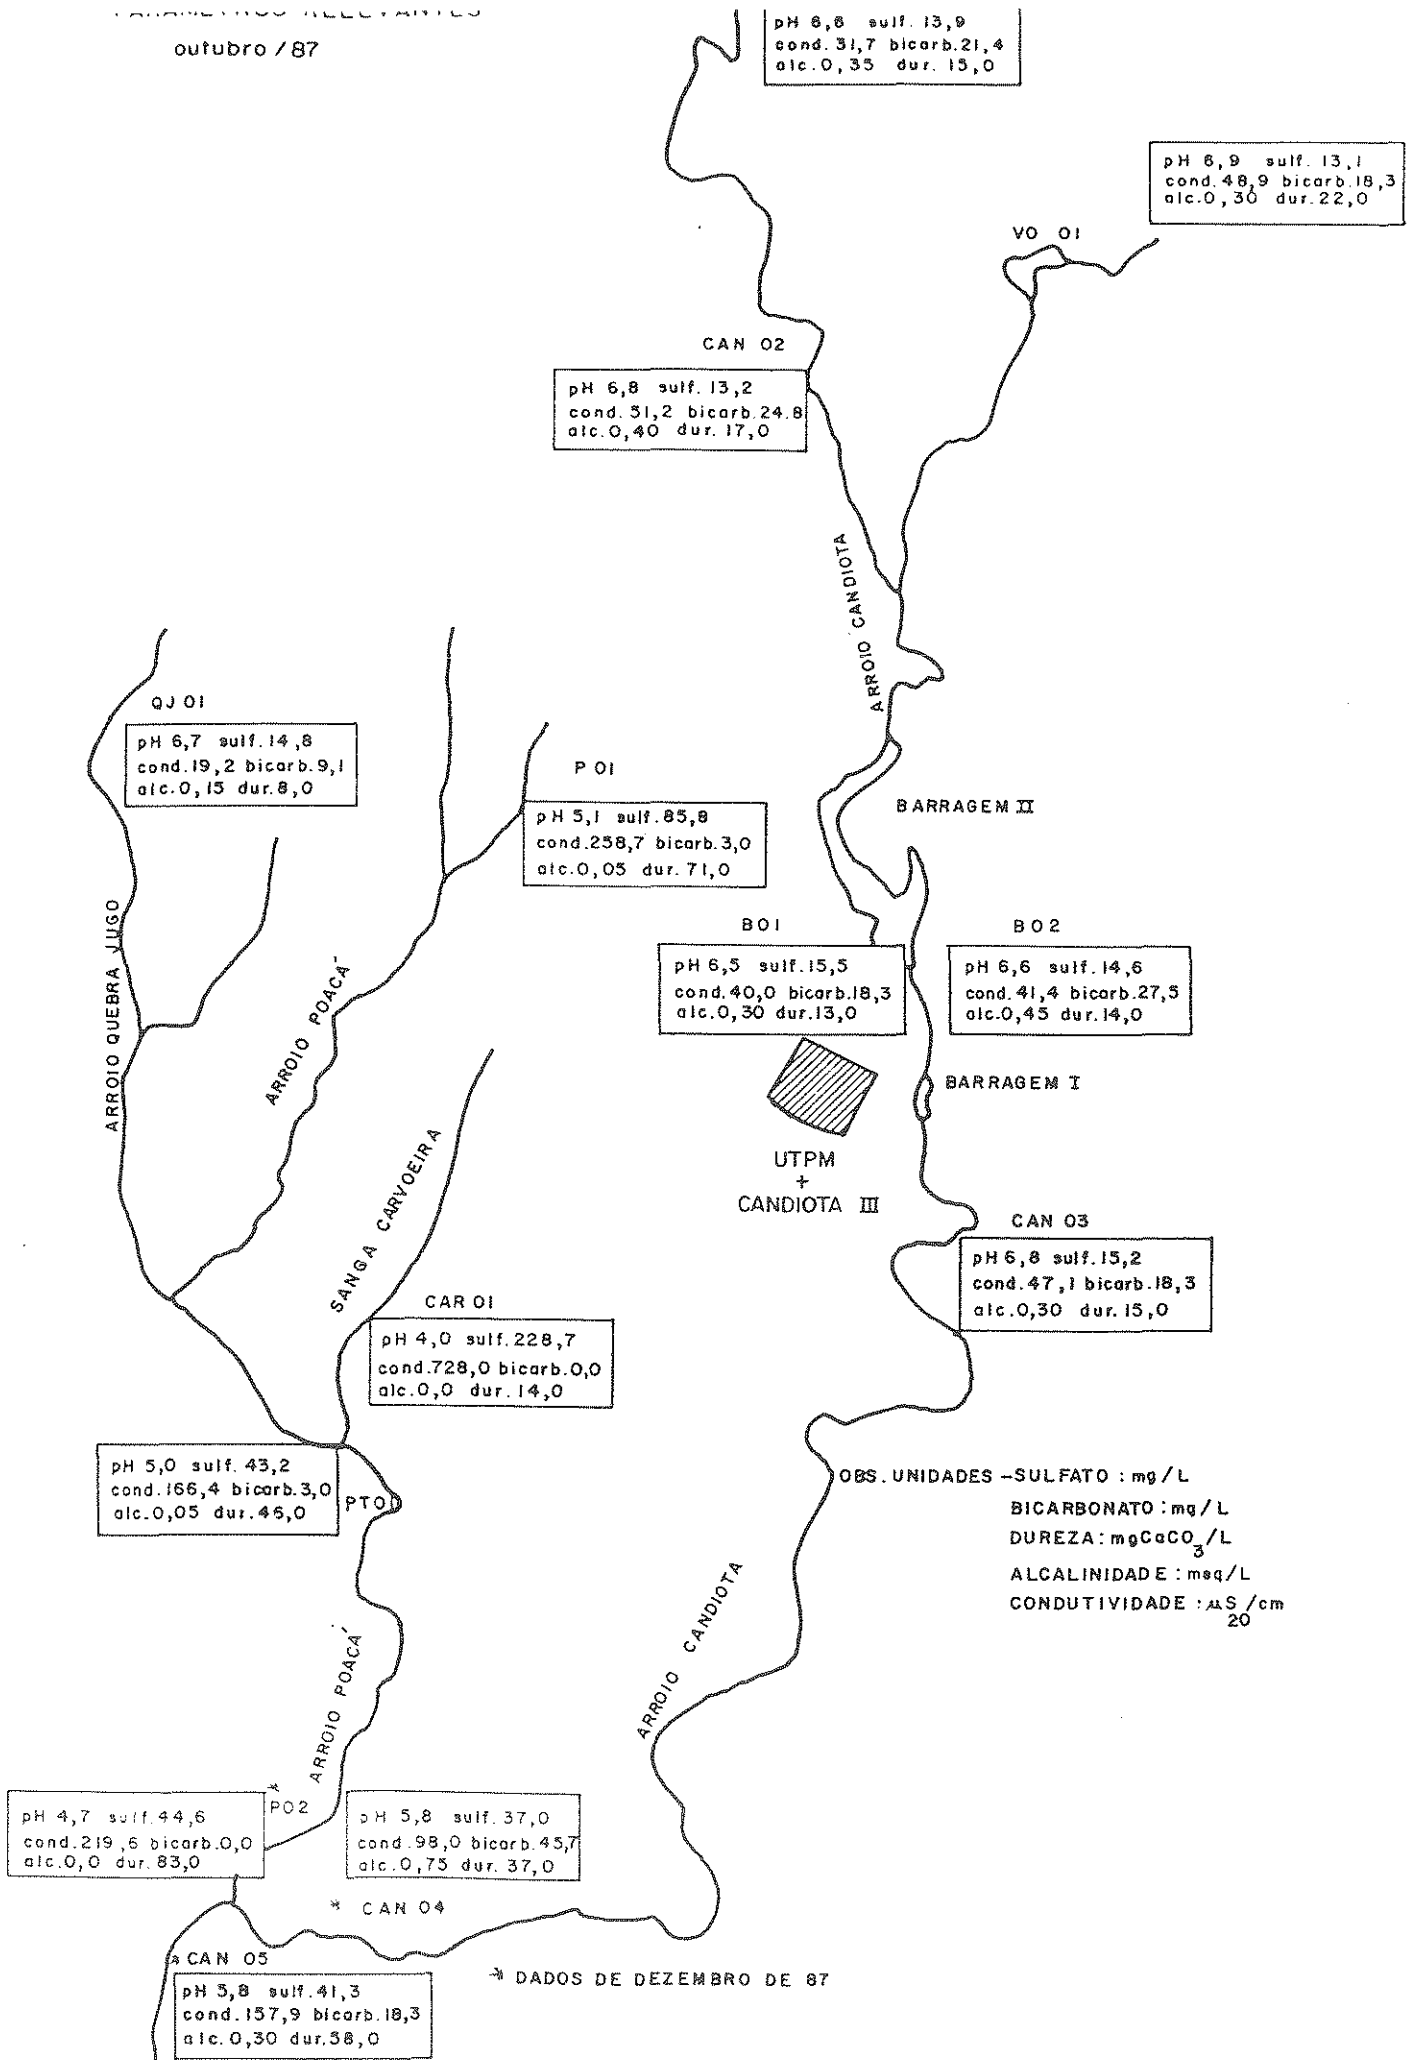 PARAMETROS RELEVANTES
outubro / 87
pH 6,6 sulf. 13,9
cond. 31,7 bicarb. 21,4
alc. 0,35 dur. 15,0
pH 6,9 sulf. 13,1
cond. 48,9 bicarb. 18,3
alc. 0,30 dur. 22,0
VO 01
CAN 02
pH 6,8 sulf. 13,2
cond. 51,2 bicarb. 24.8
alc. 0,40 dur. 17,0
ARROIO CANDIOTA
QJ 01
pH 6,7 sulf. 14,8
cond. 19,2 bicarb. 9,1
alc. 0,15 dur. 8,0
P 01
pH 5,1 sulf. 85,8
cond. 258,7 bicarb. 3,0
alc. 0,05 dur. 71,0
BARRAGEM II
ARROIO QUEBRA JUGO
ARROIO POACÁ
B01
pH 6,5 sulf. 15,5
cond. 40,0 bicarb. 18,3
alc. 0,30 dur. 13,0
B02
pH 6,6 sulf. 14,6
cond. 41,4 bicarb. 27,5
alc. 0,45 dur. 14,0
BARRAGEM I
UTPM
+
CANDIOTA III
SANGA CARVOEIRA
CAN 03
pH 6,8 sulf. 15,2
cond. 47,1 bicarb. 18,3
alc. 0,30 dur. 15,0
CAR 01
pH 4,0 sulf. 228,7
cond. 728,0 bicarb. 0,0
alc. 0,0 dur. 14,0
pH 5,0 sulf. 43,2
cond. 166,4 bicarb. 3,0
alc. 0,05 dur. 46,0
PT0
OBS. UNIDADES - SULFATO : mg/L
BICARBONATO : mg/L
DUREZA : mgCaCO3/L
ALCALINIDADE : meq/L
CONDUTIVIDADE : µS20/cm
ARROIO CANDIOTA
ARROIO POACÁ
* P02
pH 4,7 sulf. 44,6
cond. 219,6 bicarb. 0,0
alc. 0,0 dur. 83,0
pH 5,8 sulf. 37,0
cond. 98,0 bicarb. 45,7
alc. 0,75 dur. 37,0
* CAN 04
* CAN 05
pH 5,8 sulf. 41,3
cond. 157,9 bicarb. 18,3
alc. 0,30 dur. 58,0
* DADOS DE DEZEMBRO DE 87